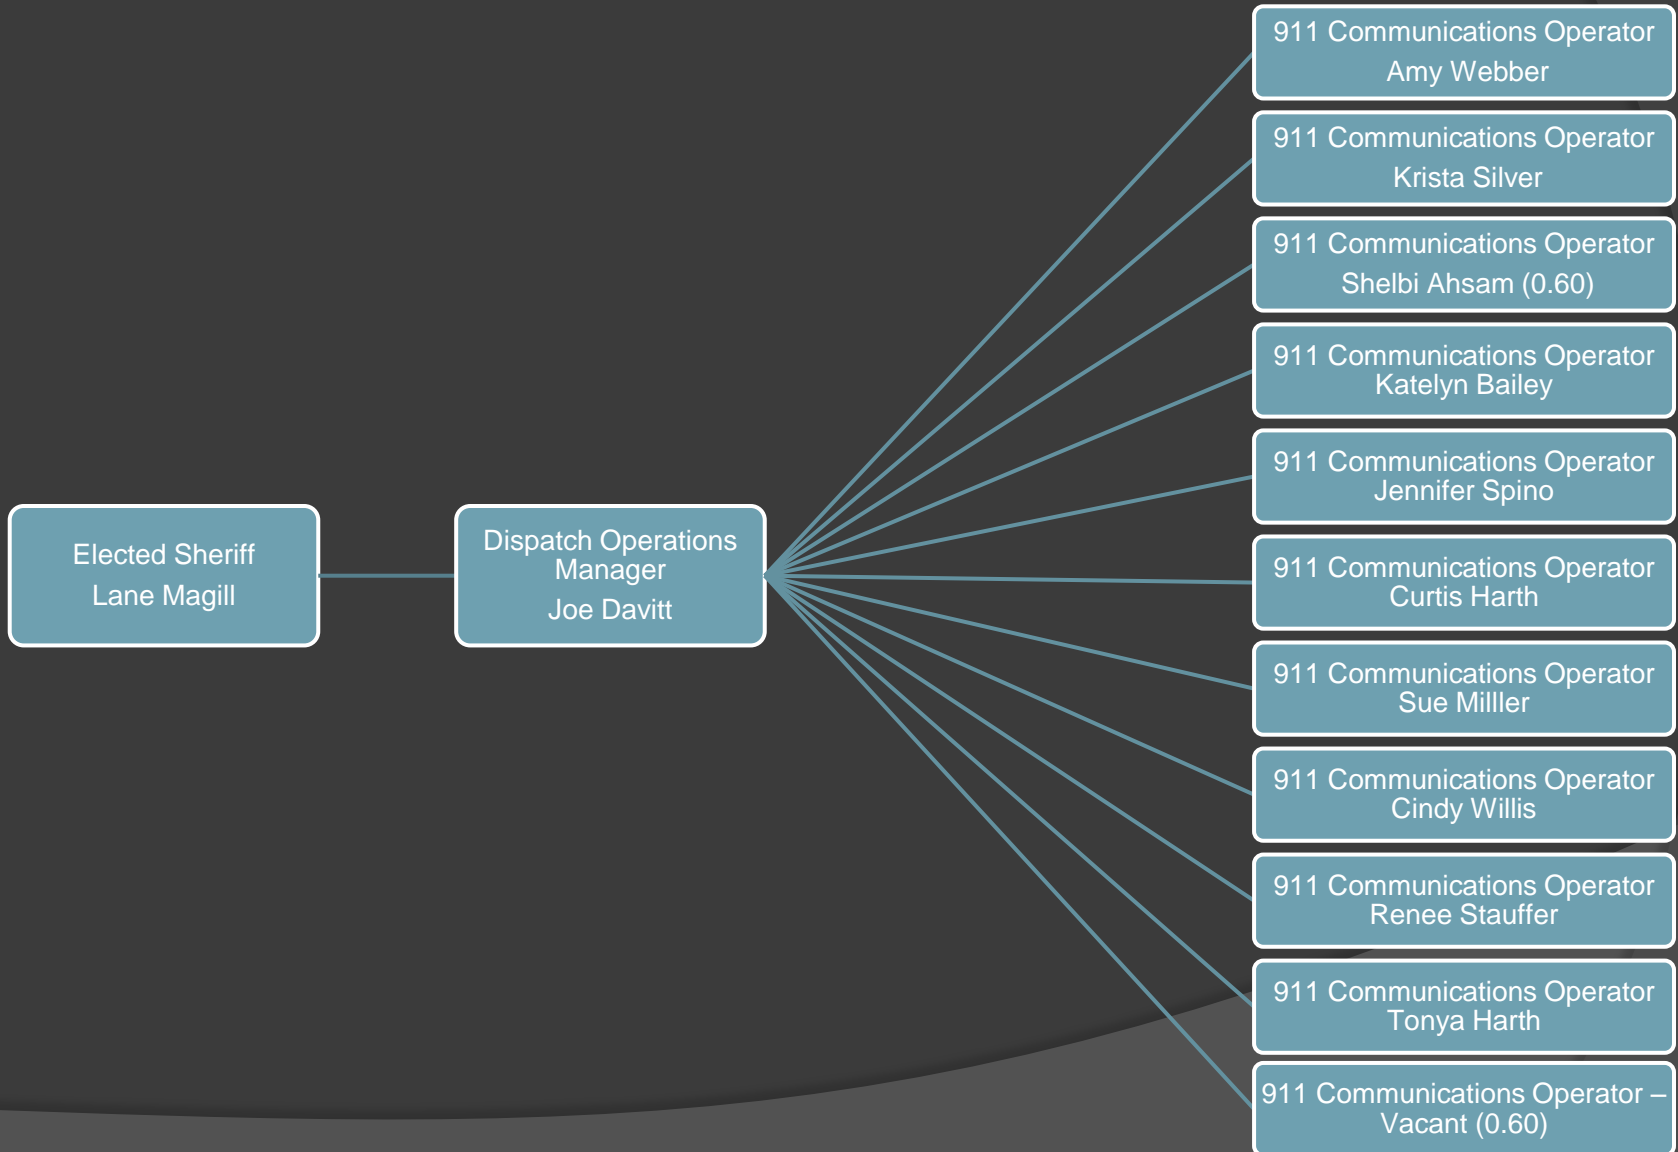 Elected Sheriff
Lane Magill
Dispatch Operations
Manager
Joe Davitt
911 Communications Operator
Amy Webber
911 Communications Operator
Krista Silver
911 Communications Operator
Shelbi Ahsam (0.60)
911 Communications Operator
Katelyn Bailey
911 Communications Operator
Jennifer Spino
911 Communications Operator
Curtis Harth
911 Communications Operator
Sue Milller
911 Communications Operator
Cindy Willis
911 Communications Operator
Renee Stauffer
911 Communications Operator
Tonya Harth
911 Communications Operator –
Vacant (0.60)